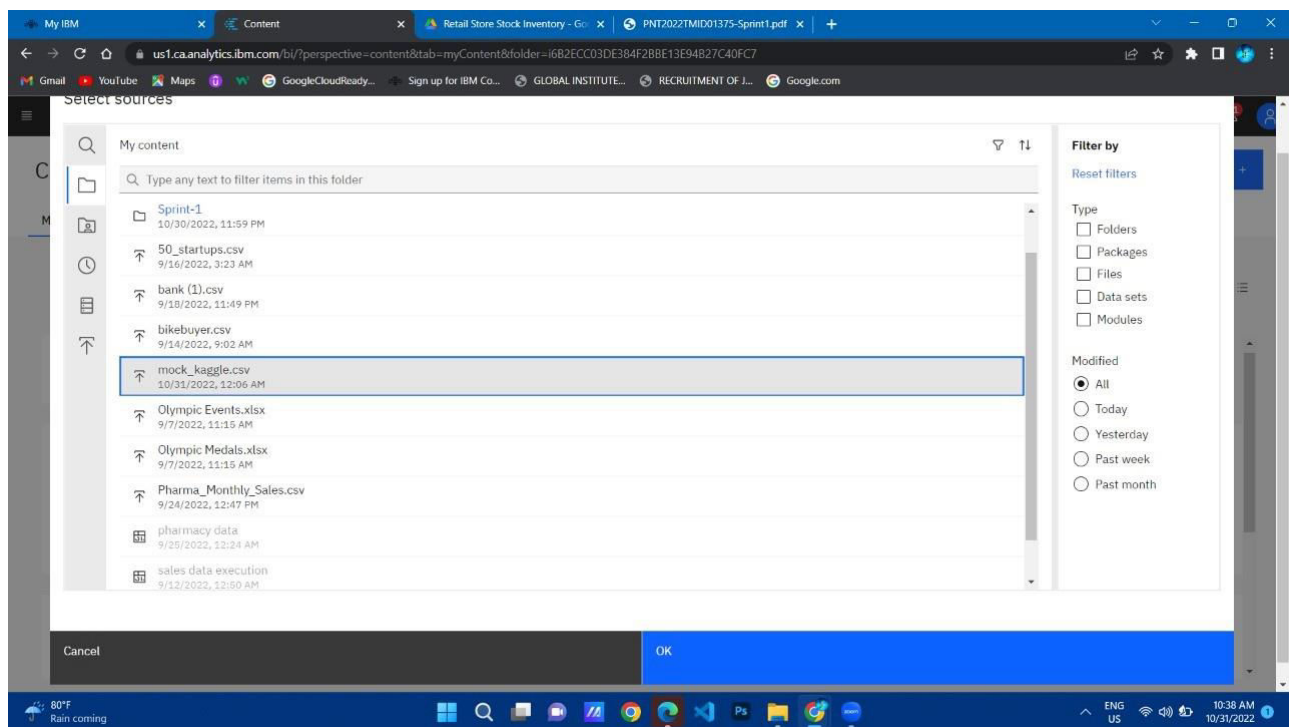 My IBM
Content
Retail Store Stock Inventory - Go
PNT2022TMID01375-Sprint1.pdf
us1.ca.analytics.ibm.com/bi/?perspective=content&tab=myContent&folder=i6B2ECC03DE384F2BBE13E94B27C40FC7
Gmail YouTube Maps GoogleCloudReady... Sign up for IBM Co... GLOBAL INSTITUTE... RECRUITMENT OF J... Google.com
Select sources
My content
Type any text to filter items in this folder
Sprint-1
10/30/2022, 11:59 PM
50_startups.csv
9/16/2022, 3:23 AM
bank (1).csv
9/18/2022, 11:49 PM
bikebuyer.csv
9/14/2022, 9:02 AM
mock_kaggle.csv
10/31/2022, 12:06 AM
Olympic Events.xlsx
9/7/2022, 11:15 AM
Olympic Medals.xlsx
9/7/2022, 11:15 AM
Pharma_Monthly_Sales.csv
9/24/2022, 12:47 PM
pharmacy data
9/25/2022, 12:24 AM
sales data execution
9/12/2022, 12:50 AM
Filter by
Reset filters
Type
Folders
Packages
Files
Data sets
Modules
Modified
All
Today
Yesterday
Past week
Past month
Cancel
OK
80°F
Rain coming
Ps
ENG
US
10:38 AM
10/31/2022
1